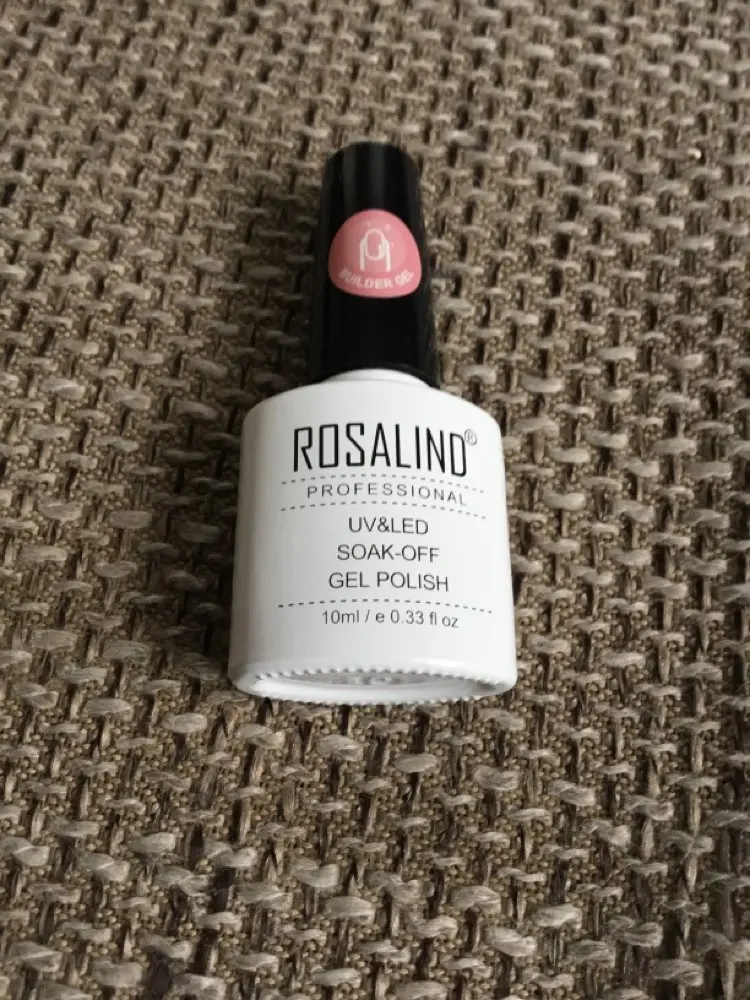 BUILDER GEL
ROSALIND®
PROFESSIONAL
UV&LED
SOAK-OFF
GEL POLISH
10ml / e 0.33 fl oz